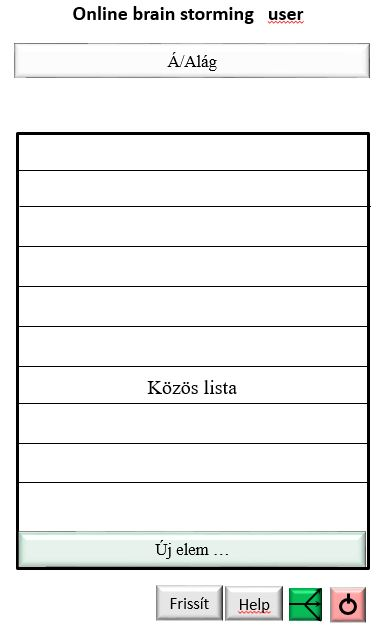 Online brain storming user
Á/Alág
Közös lista
Új elem …
Frissít Help